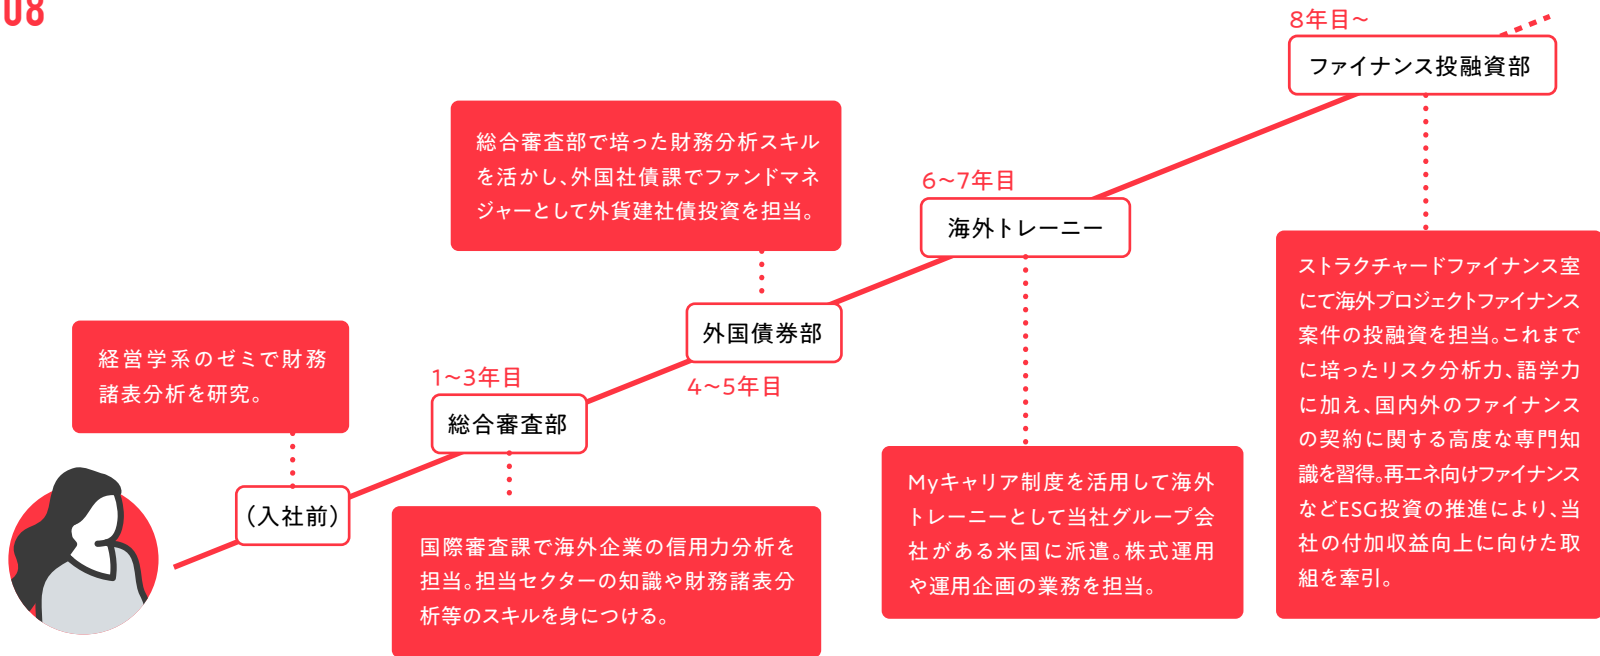 08
(入社前)
経営学系のゼミで財務
諸表分析を研究。
1~3年目
総合審査部
国際審査課で海外企業の信用力分析を
担当。担当セクターの知識や財務諸表分
析等のスキルを身につける。
総合審査部で培った財務分析スキル
を活かし、外国社債課でファンドマネ
ジャーとして外貨建社債投資を担当。
外国債券部
4~5年目
6~7年目
海外トレーニー
Myキャリア制度を活用して海外
トレーニーとして当社グループ会
社がある米国に派遣。株式運用
や運用企画の業務を担当。
8年目~
ファイナンス投融資部
ストラクチャードファイナンス室
にて海外プロジェクトファイナンス
案件の投融資を担当。これまで
に培ったリスク分析力、語学力
に加え、国内外のファイナンス
の契約に関する高度な専門知
識を習得。再エネ向けファイナンス
などESG投資の推進により、当
社の付加収益向上に向けた取
組を牽引。